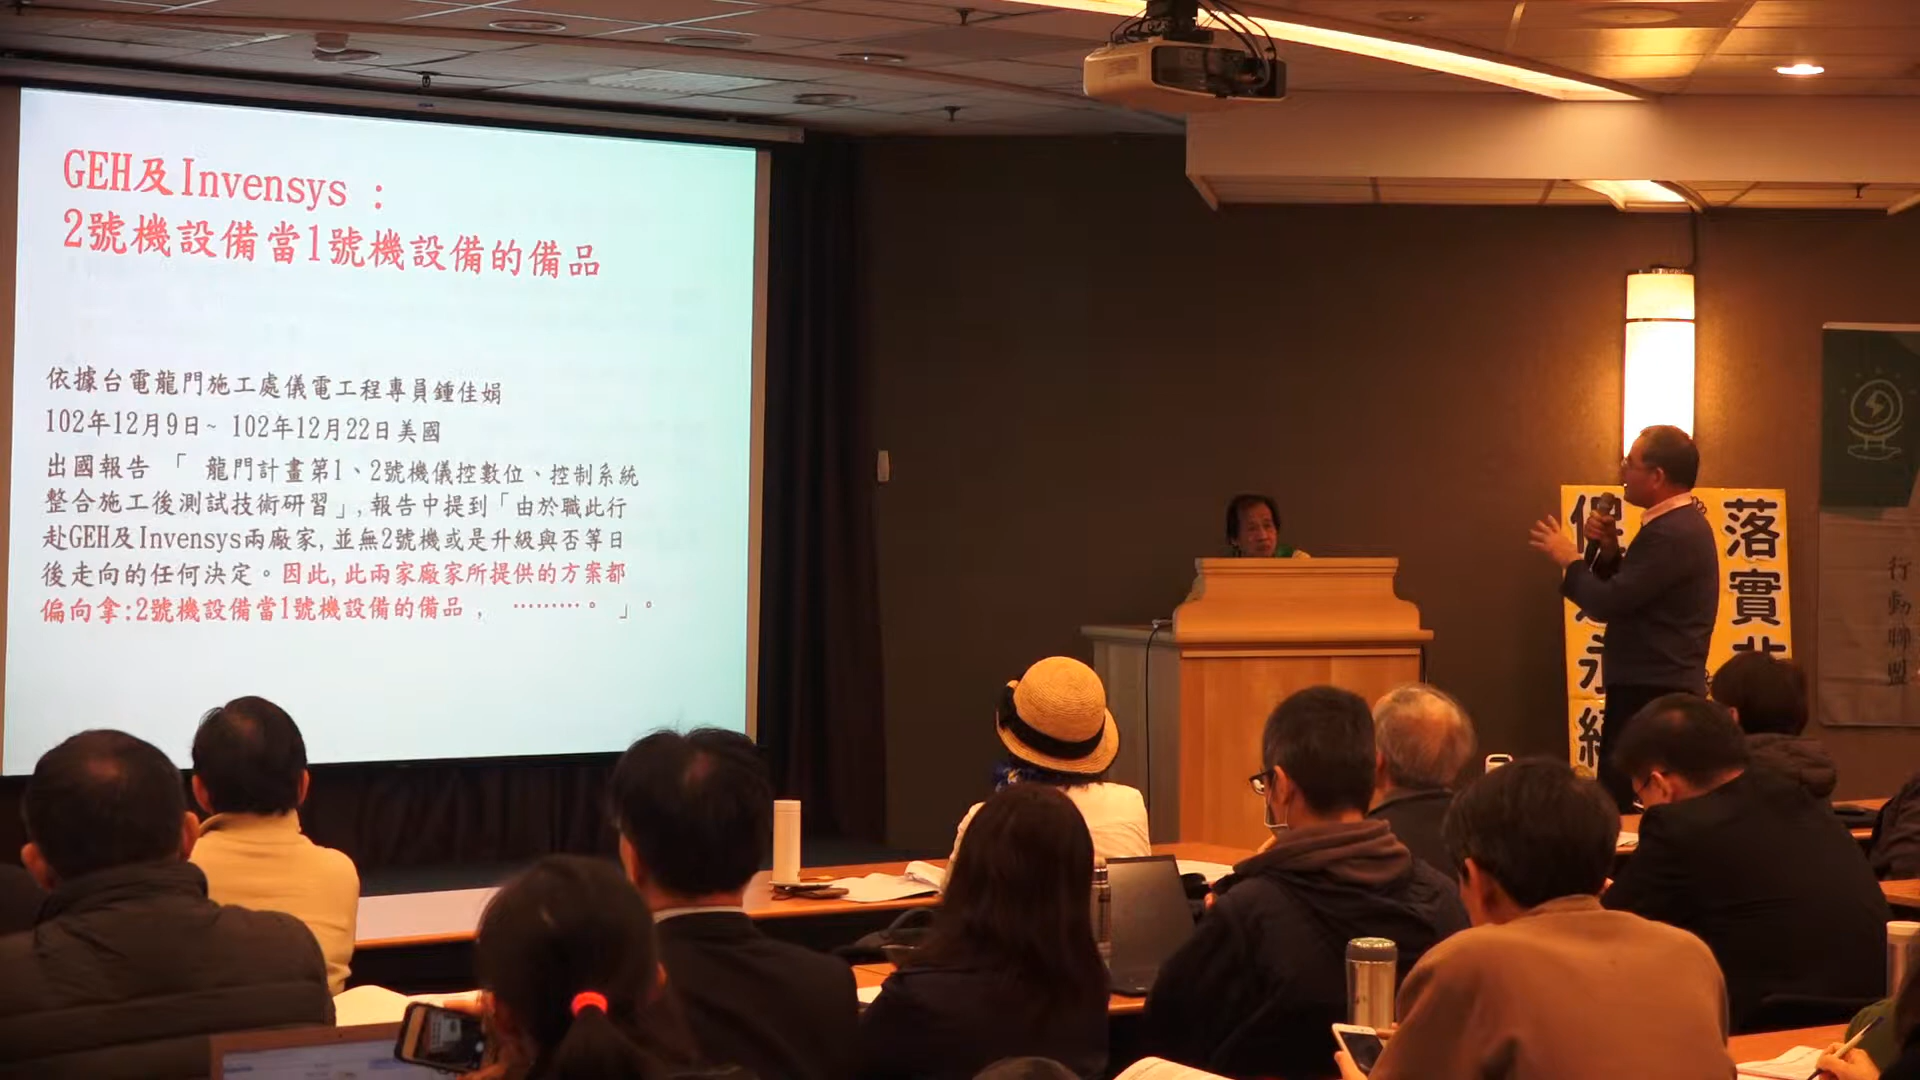 GEH及Invensys：
2號機設備當1號機設備的備品
依據台電龍門施工處儀電工程專員鍾佳娟
102年12月9日~ 102年12月22日美國
出國報告「 龍門計畫第1、2號機儀控數位、控制系統
整合施工後測試技術研習」,報告中提到「由於職此行
赴GEH及Invensys兩廠家,並無2號機或是升級與否等日
後走向的任何決定。因此,此兩家廠家所提供的方案都
偏向拿:2號機設備當1號機設備的備品， ………。 」。
落實
永
行動聯盟